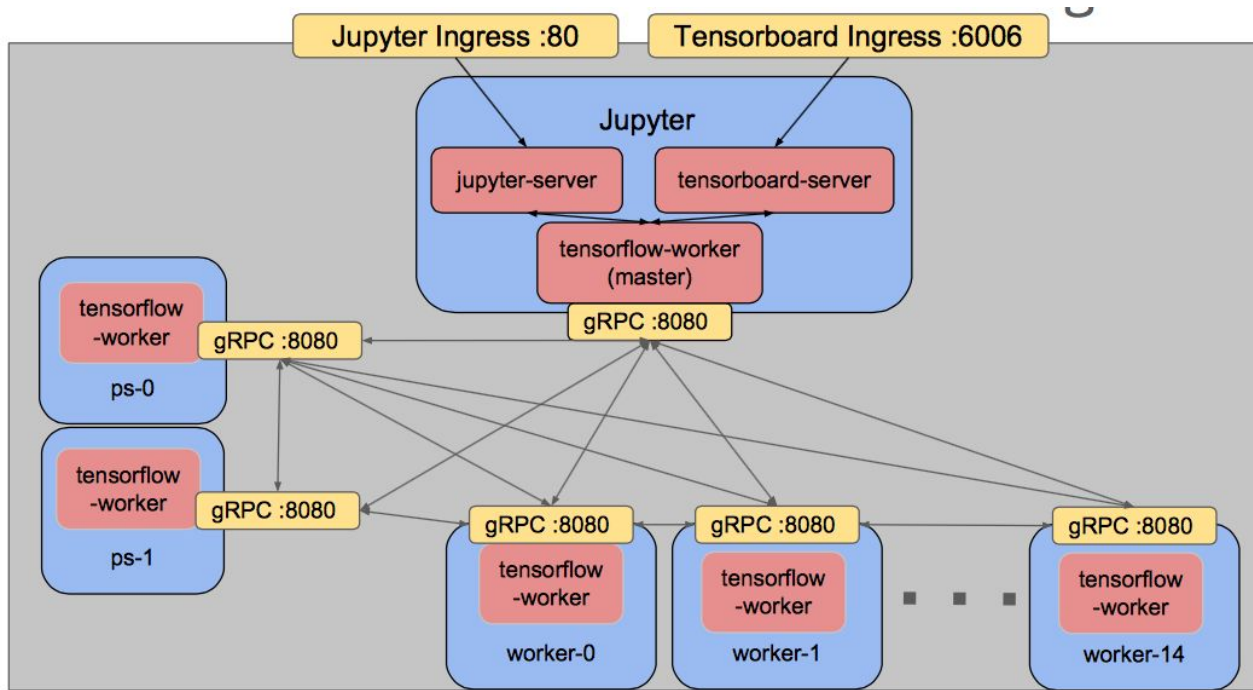 Jupyter Ingress :80
Tensorboard Ingress :6006
Jupyter
jupyter-server
tensorboard-server
tensorflow-worker
(master)
gRPC :8080
tensorflow
-worker
gRPC :8080
ps-0
tensorflow
-worker
gRPC :8080
ps-1
gRPC :8080
tensorflow
-worker
worker-0
gRPC :8080
tensorflow
-worker
worker-1
gRPC :8080
tensorflow
-worker
worker-14